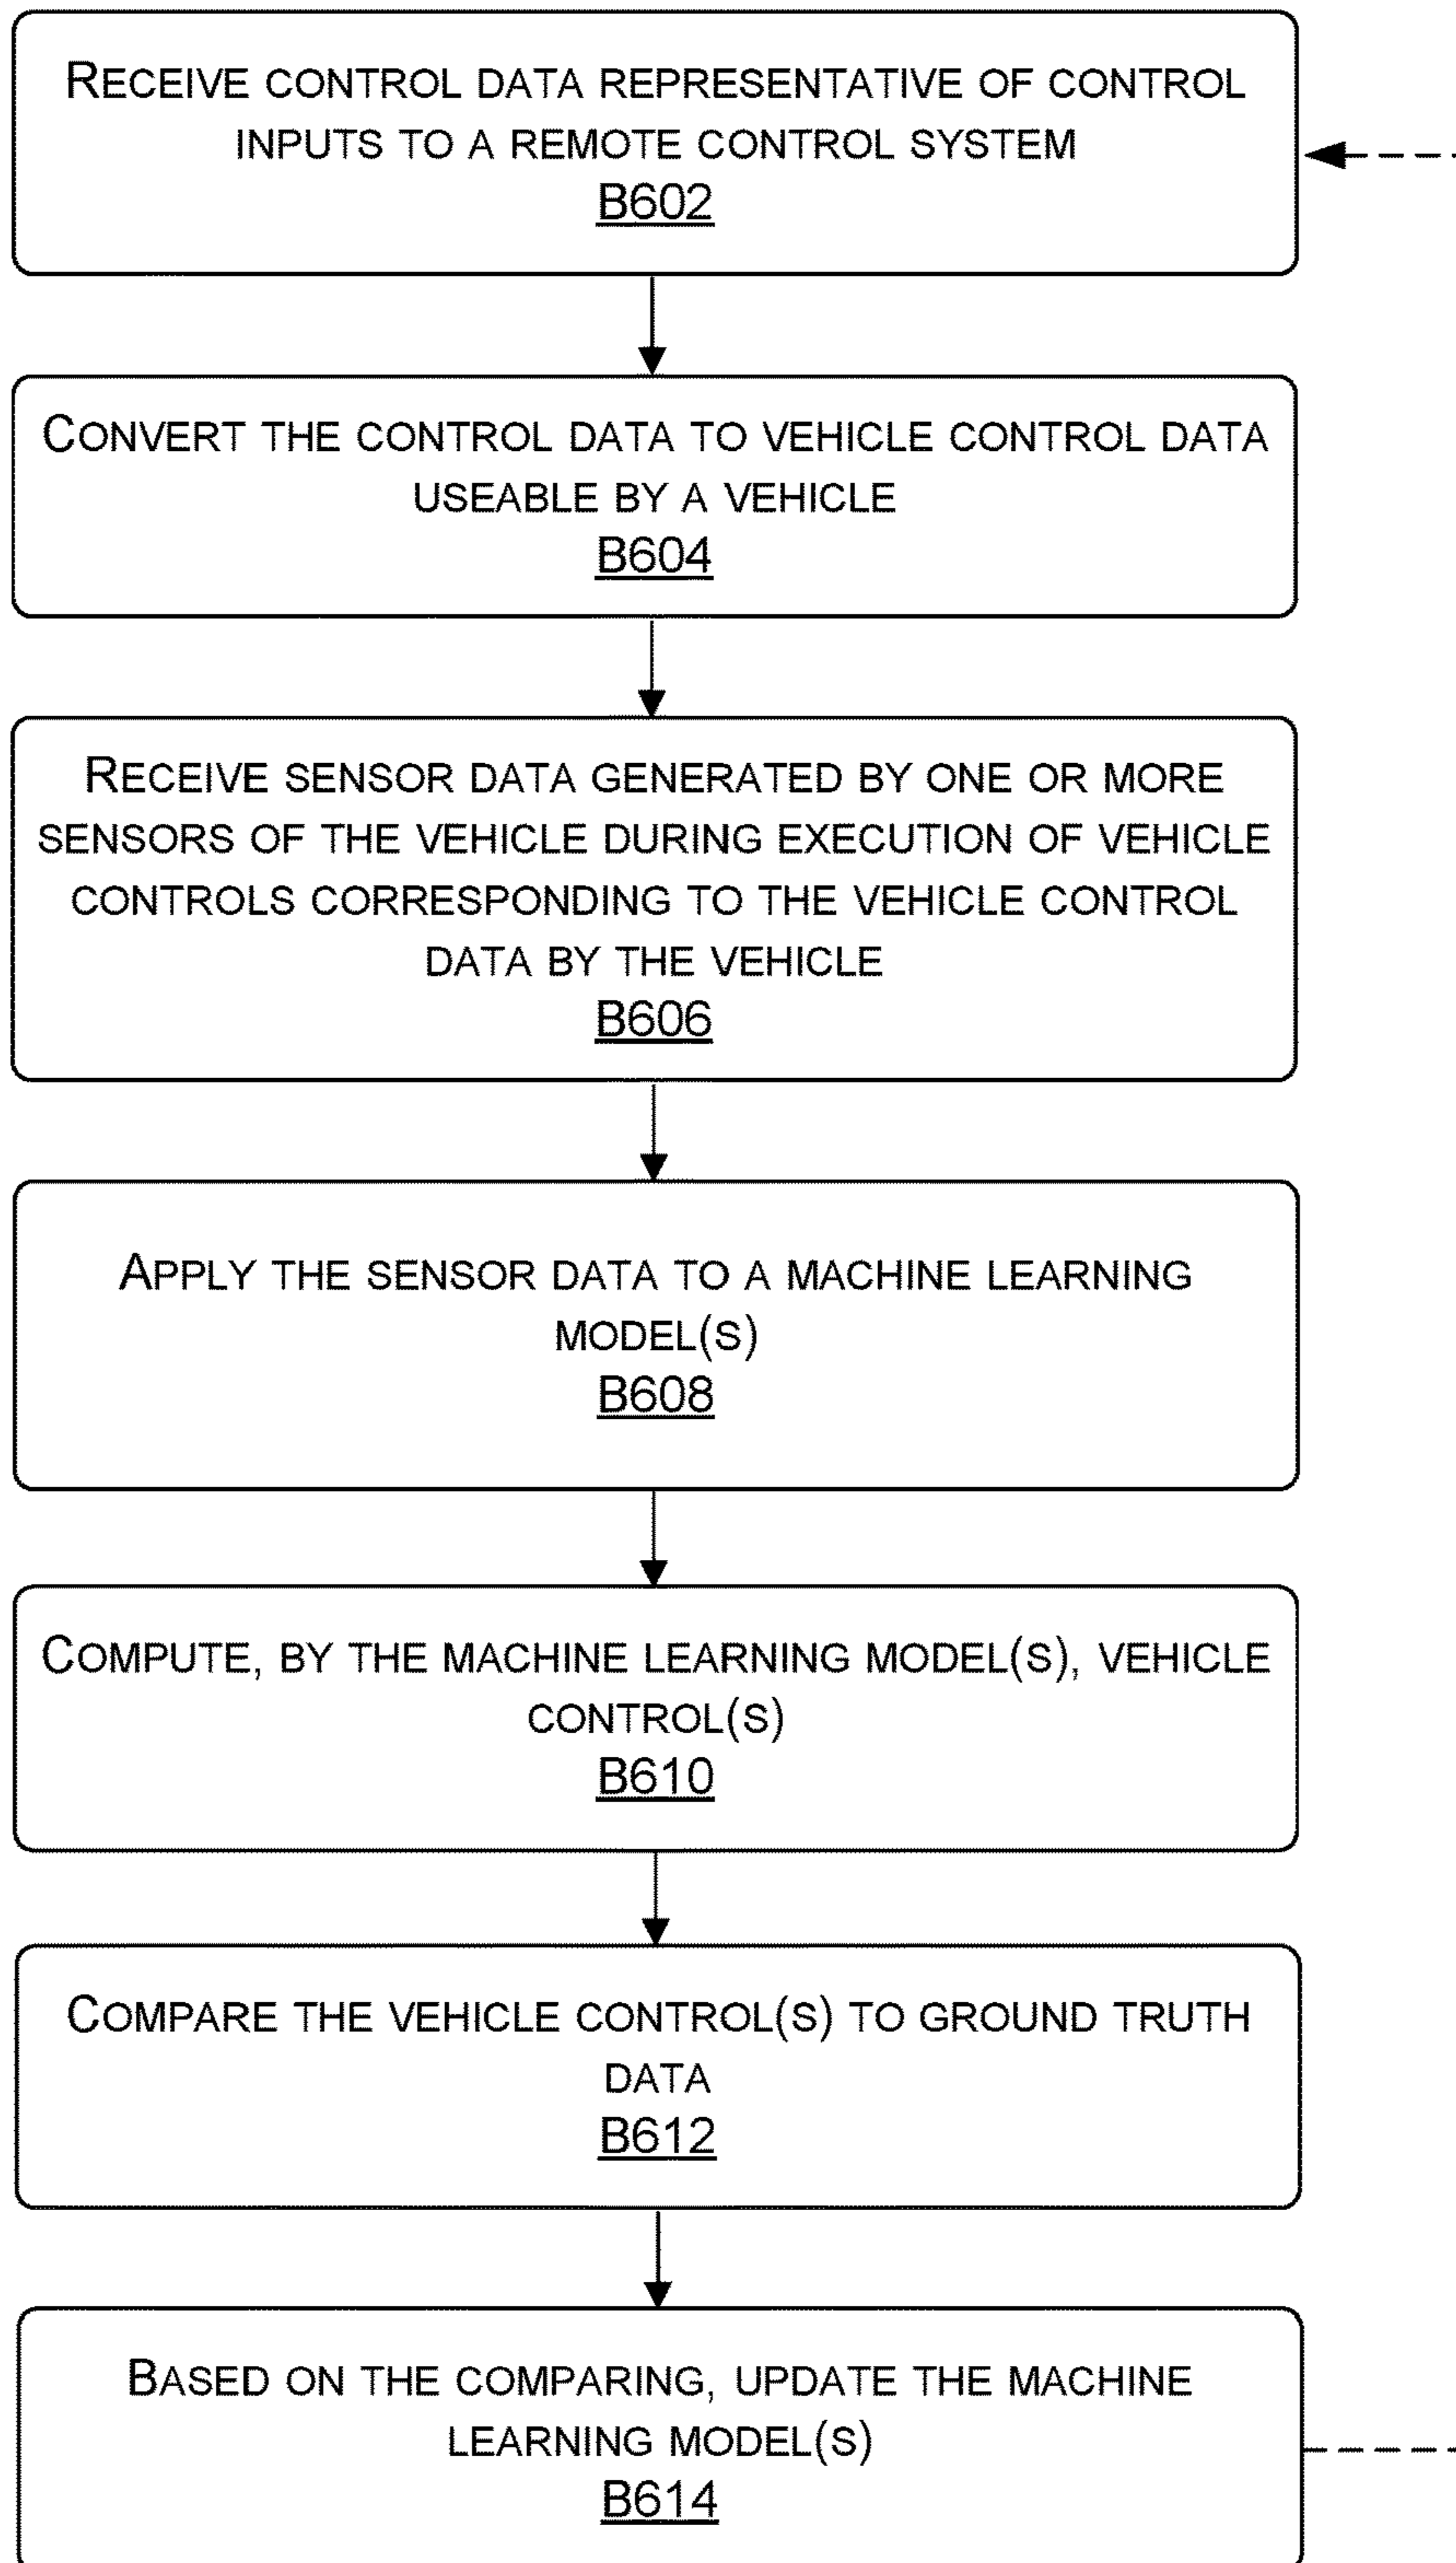 RECEIVE CONTROL DATA REPRESENTATIVE OF CONTROL
INPUTS TO A REMOTE CONTROL SYSTEM
B602
CONVERT THE CONTROL DATA TO VEHICLE CONTROL DATA
USEABLE BY A VEHICLE
B604
RECEIVE SENSOR DATA GENERATED BY ONE OR MORE
SENSORS OF THE VEHICLE DURING EXECUTION OF VEHICLE
CONTROLS CORRESPONDING TO THE VEHICLE CONTROL
DATA BY THE VEHICLE
B606
APPLY THE SENSOR DATA TO A MACHINE LEARNING
MODEL(S)
B608
COMPUTE, BY THE MACHINE LEARNING MODEL(S), VEHICLE
CONTROL(S)
B610
COMPARE THE VEHICLE CONTROL(S) TO GROUND TRUTH
DATA
B612
BASED ON THE COMPARING, UPDATE THE MACHINE
LEARNING MODEL(S)
B614